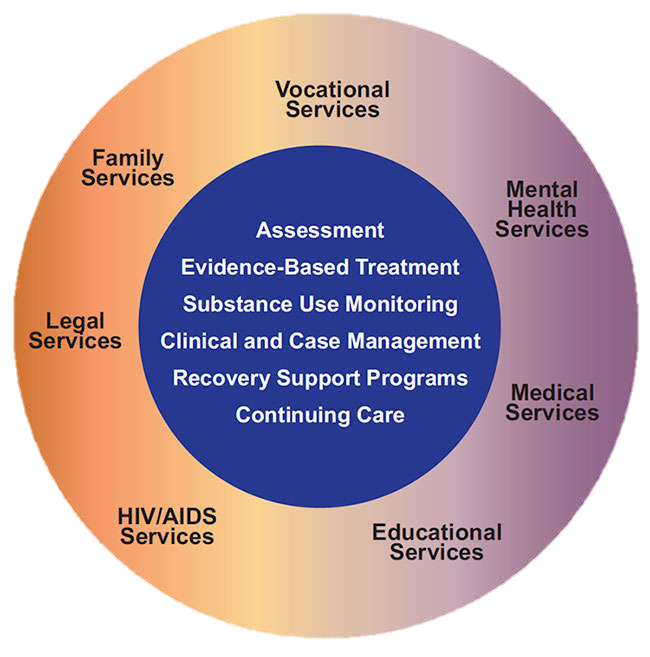 Vocational
Services
Family
Services
Mental
Health
Services
Assessment
Evidence-Based Treatment
Substance Use Monitoring
Clinical and Case Management
Recovery Support Programs
Continuing Care
Legal
Services
Medical
Services
HIV/AIDS
Services
Educational
Services